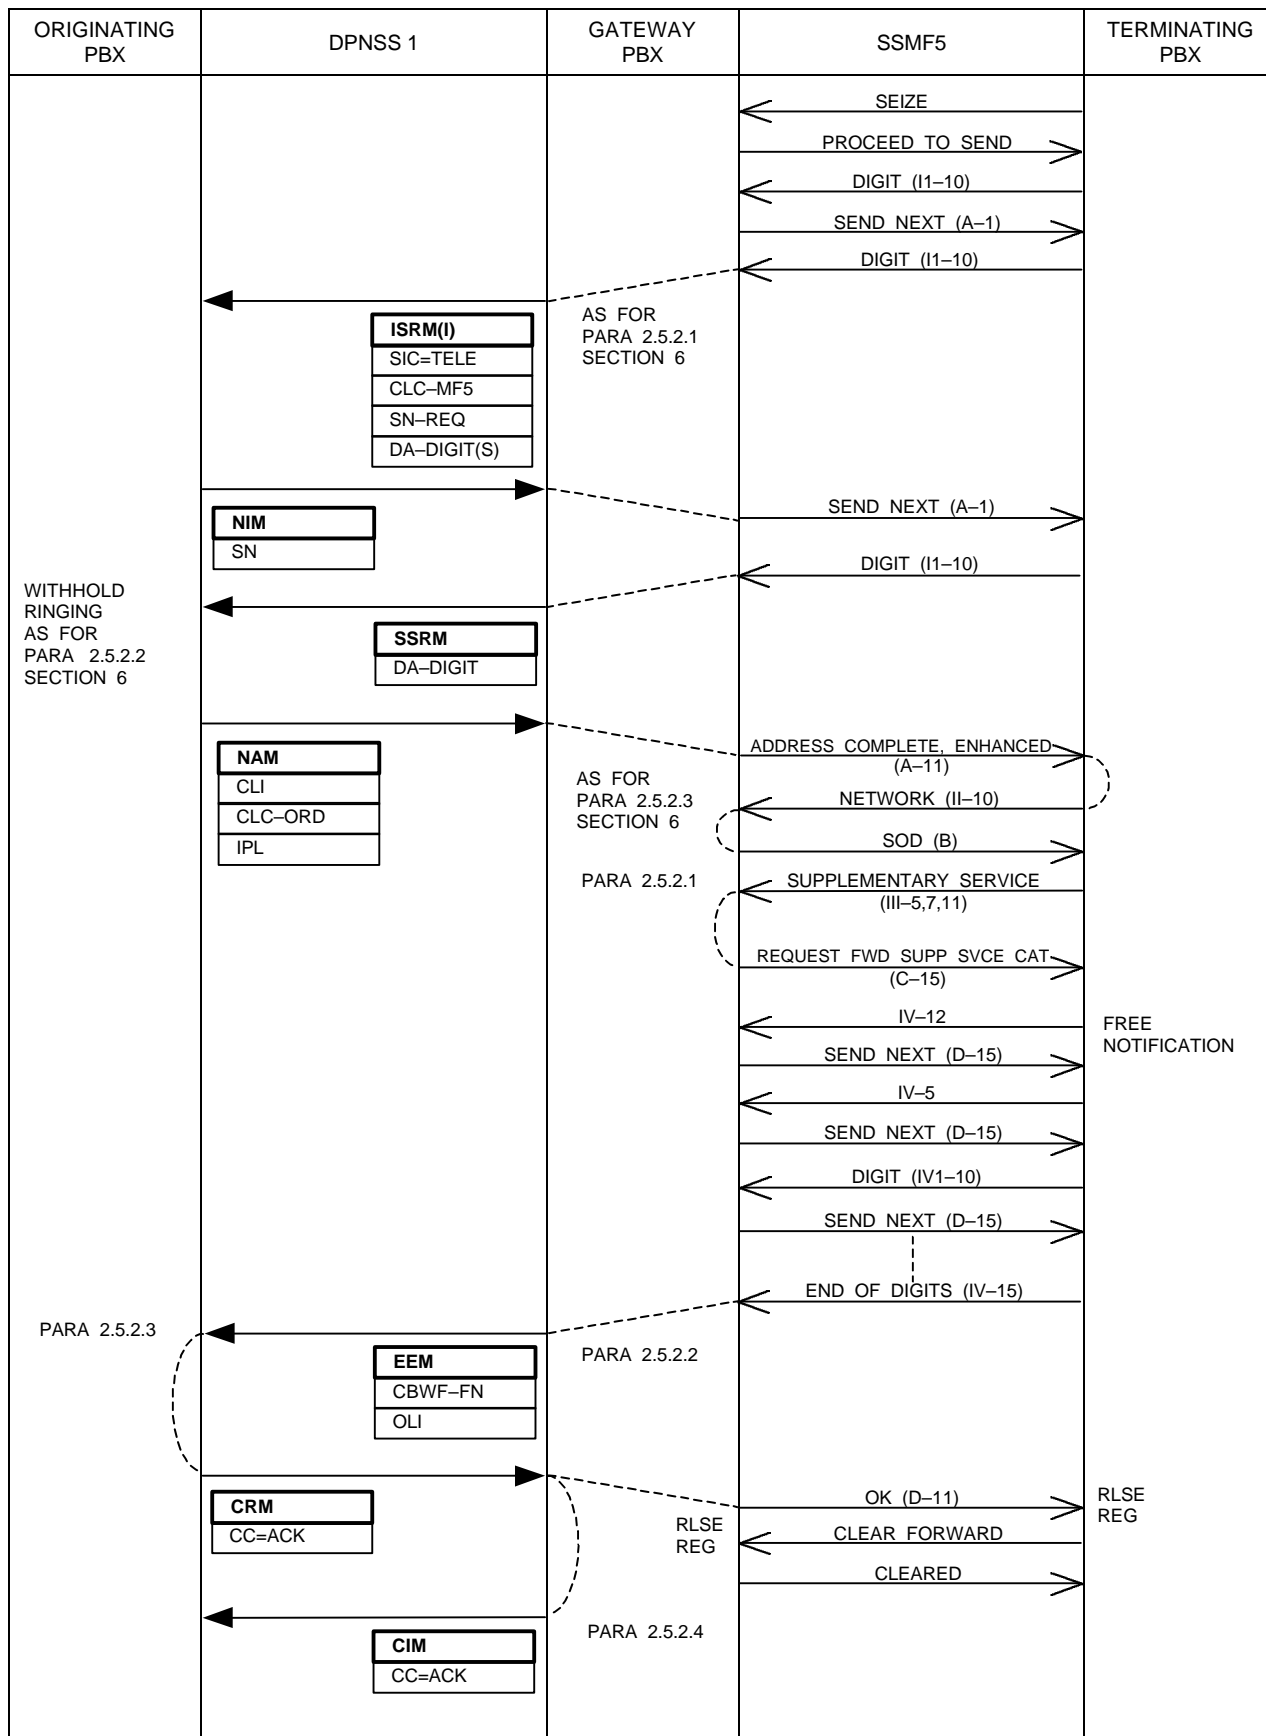 ORIGINATING
PBX
DPNSS 1
GATEWAY
PBX
SSMF5
TERMINATING
PBX
SEIZE
PROCEED TO SEND
DIGIT (I1–10)
SEND NEXT (A–1)
DIGIT (I1–10)
ISRM(I)
SIC=TELE
CLC–MF5
SN–REQ
DA–DIGIT(S)
AS FOR
PARA 2.5.2.1
SECTION 6
SEND NEXT (A–1)
NIM
SN
DIGIT (I1–10)
WITHHOLD
RINGING
AS FOR
PARA 2.5.2.2
SECTION 6
SSRM
DA–DIGIT
NAM
CLI
CLC–ORD
IPL
ADDRESS COMPLETE, ENHANCED
(A–11)
AS FOR
PARA 2.5.2.3
SECTION 6
NETWORK (II–10)
SOD (B)
PARA 2.5.2.1
SUPPLEMENTARY SERVICE
(III–5,7,11)
REQUEST FWD SUPP SVCE CAT
(C–15)
IV–12
FREE
NOTIFICATION
SEND NEXT (D–15)
IV–5
SEND NEXT (D–15)
DIGIT (IV1–10)
SEND NEXT (D–15)
END OF DIGITS (IV–15)
PARA 2.5.2.3
EEM
CBWF–FN
OLI
PARA 2.5.2.2
CRM
CC=ACK
OK (D–11)
RLSE
REG
RLSE
REG
CLEAR FORWARD
CLEARED
CIM
CC=ACK
PARA 2.5.2.4